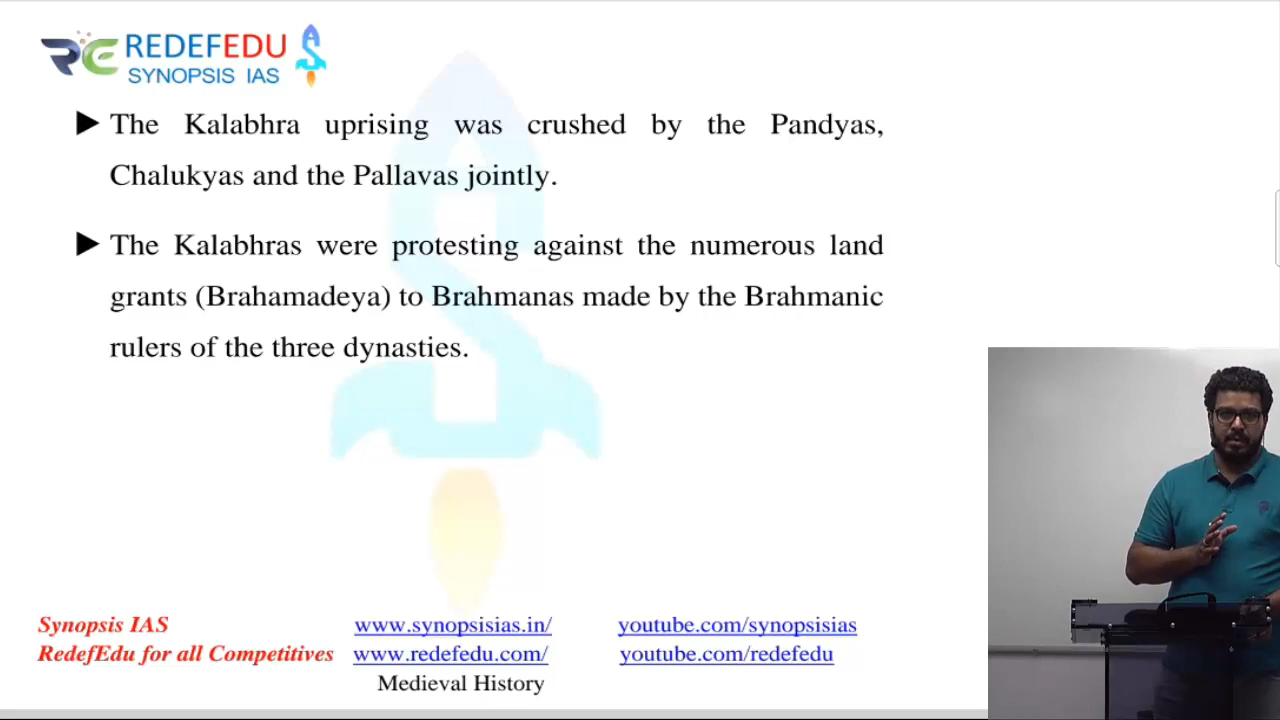 REDEFEDU
SYNOPSIS IAS
The Kalabhra uprising was crushed by the Pandyas,
Chalukyas and the Pallavas jointly.
The Kalabhras were protesting against the numerous land
grants (Brahamadeya) to Brahmanas made by the Brahmanic
rulers of the three dynasties.
Synopsis IAS www.synopsisias.in/ youtube.com/synopsisias
RedefEdu for all Competitives www.redefedu.com/ youtube.com/redefedu
Medieval History